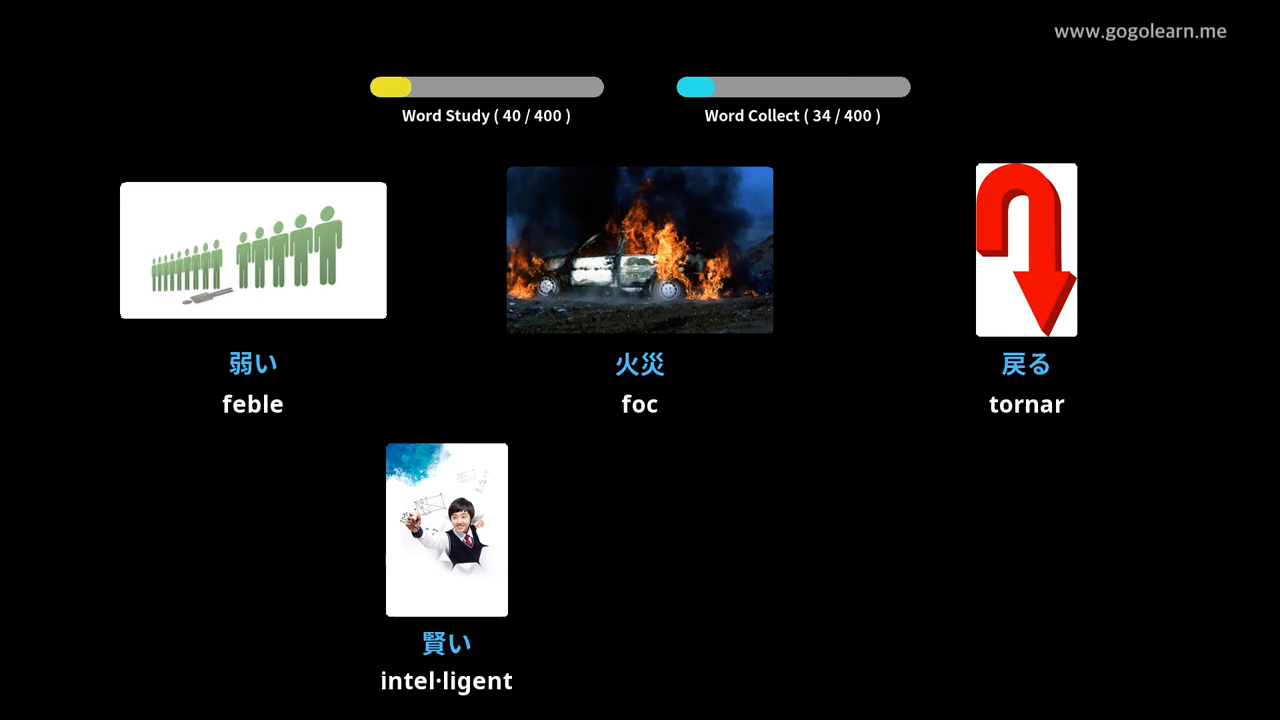 www.gogolearn.me
Word Study ( 40 / 400 )
Word Collect ( 34 / 400 )
弱い
feble
火災
foc
戻る
tornar
賢い
intel·ligent